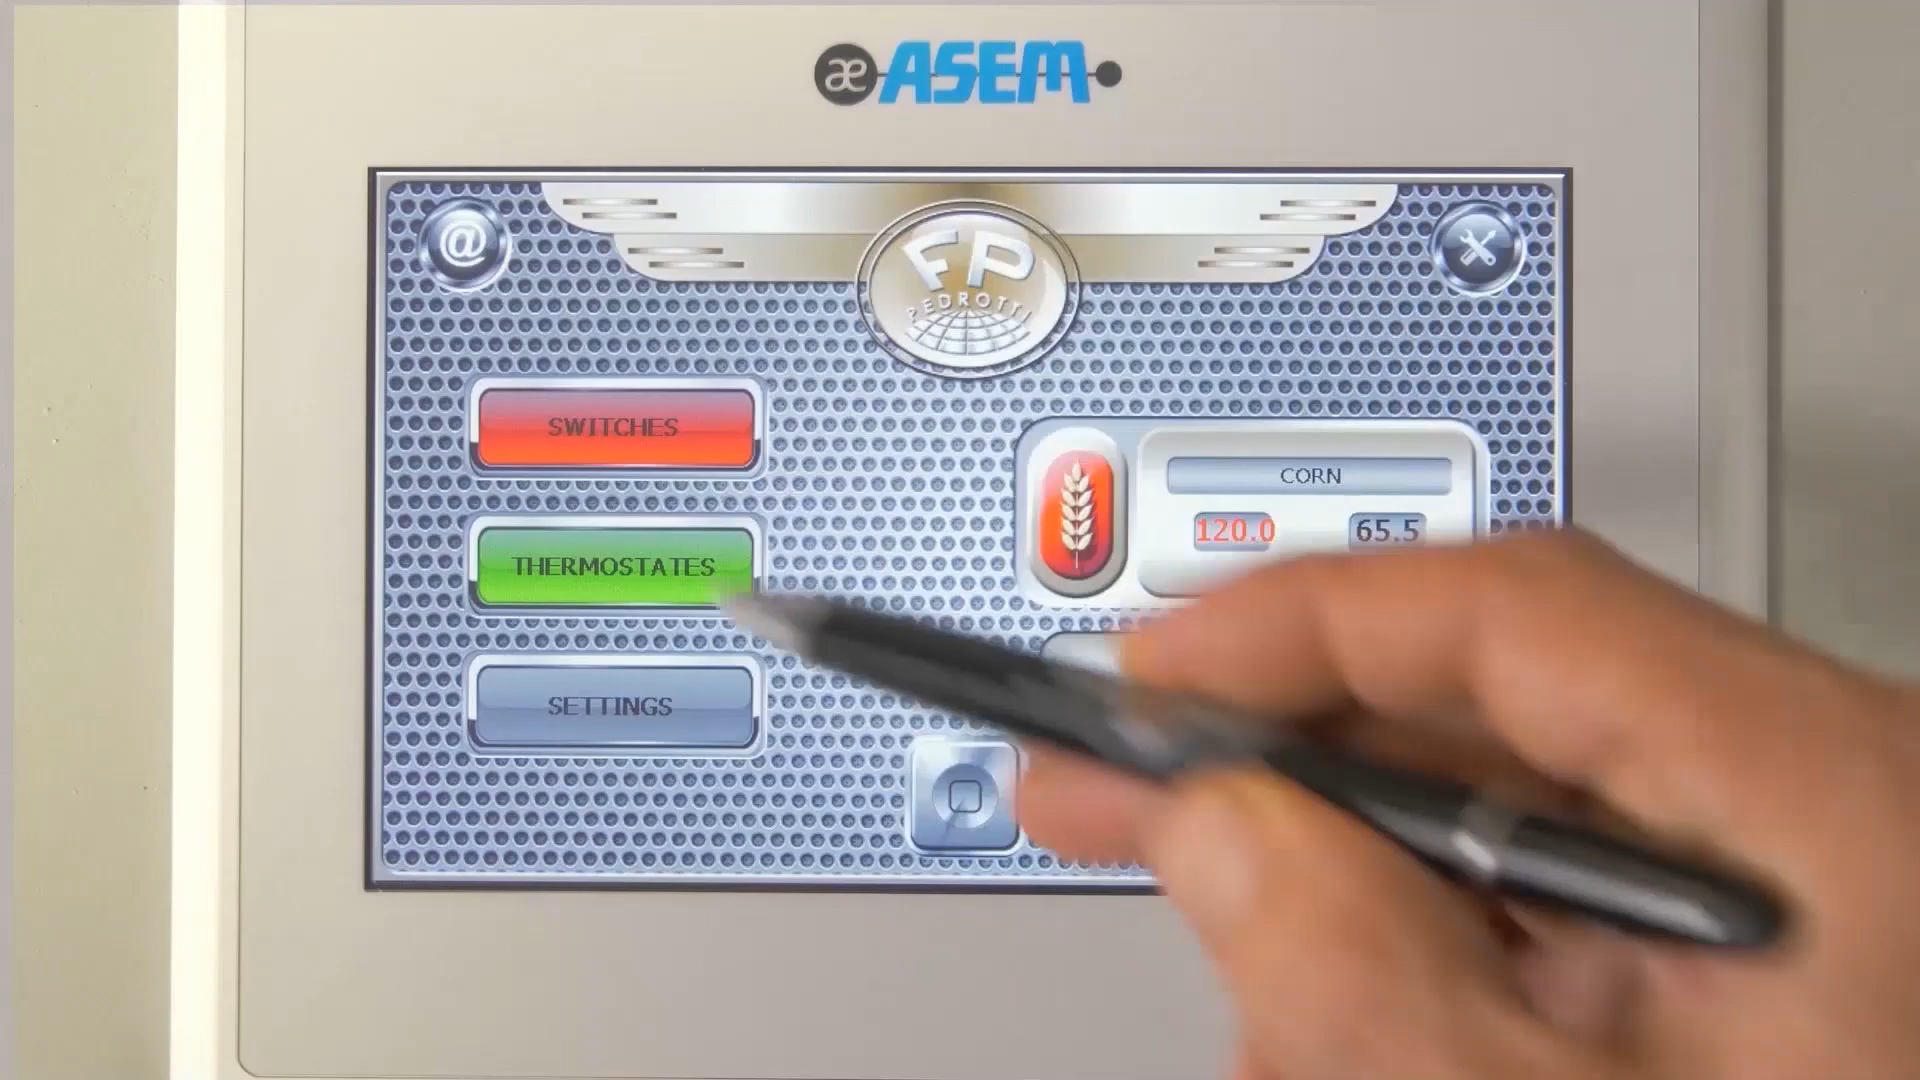 æ ASEM
@
FP
PEDROTTI
SWITCHES
CORN
120.0 65.5
THERMOSTATES
SETTINGS